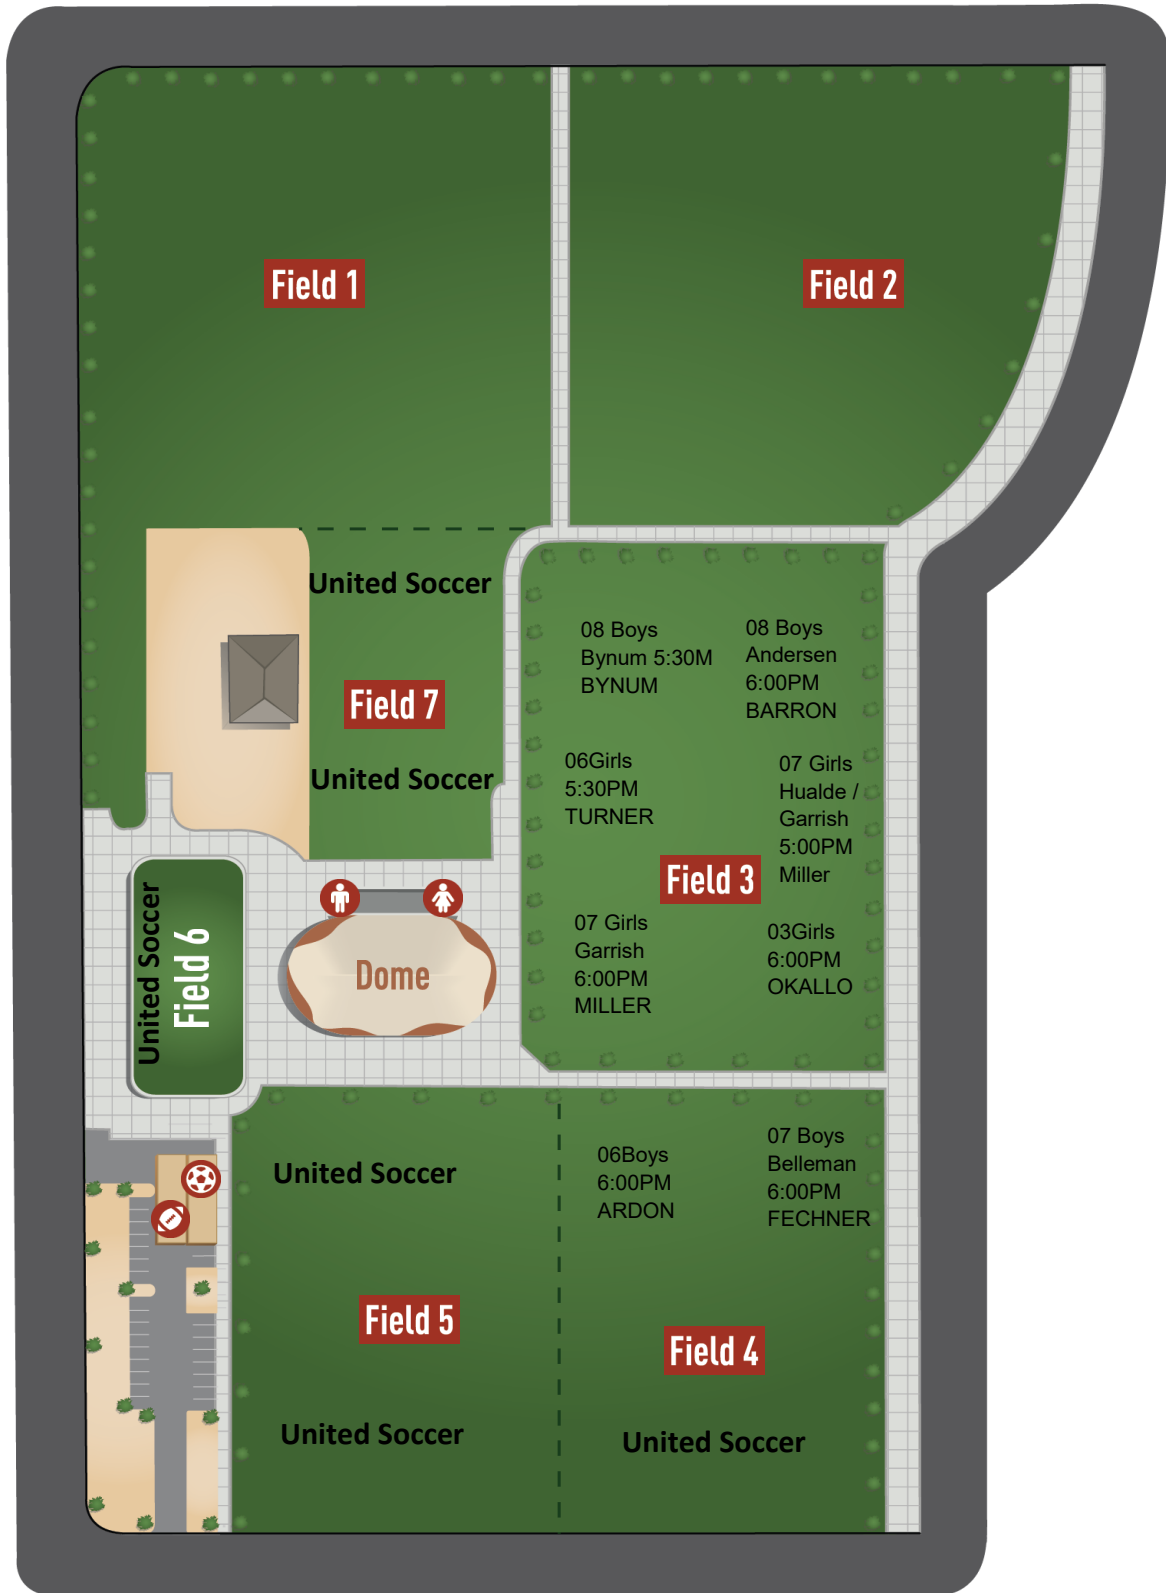 Field 1
Field 2
United Soccer
Field 7
United Soccer
08 Boys
Bynum 5:30M
BYNUM
08 Boys
Andersen
6:00PM
BARRON
06Girls
5:30PM
TURNER
07 Girls
Hualde /
Garrish
5:00PM
Miller
Field 3
07 Girls
Garrish
6:00PM
MILLER
03Girls
6:00PM
OKALLO
United Soccer
Field 6
Dome
United Soccer
Field 5
United Soccer
06Boys
6:00PM
ARDON
07 Boys
Belleman
6:00PM
FECHNER
Field 4
United Soccer